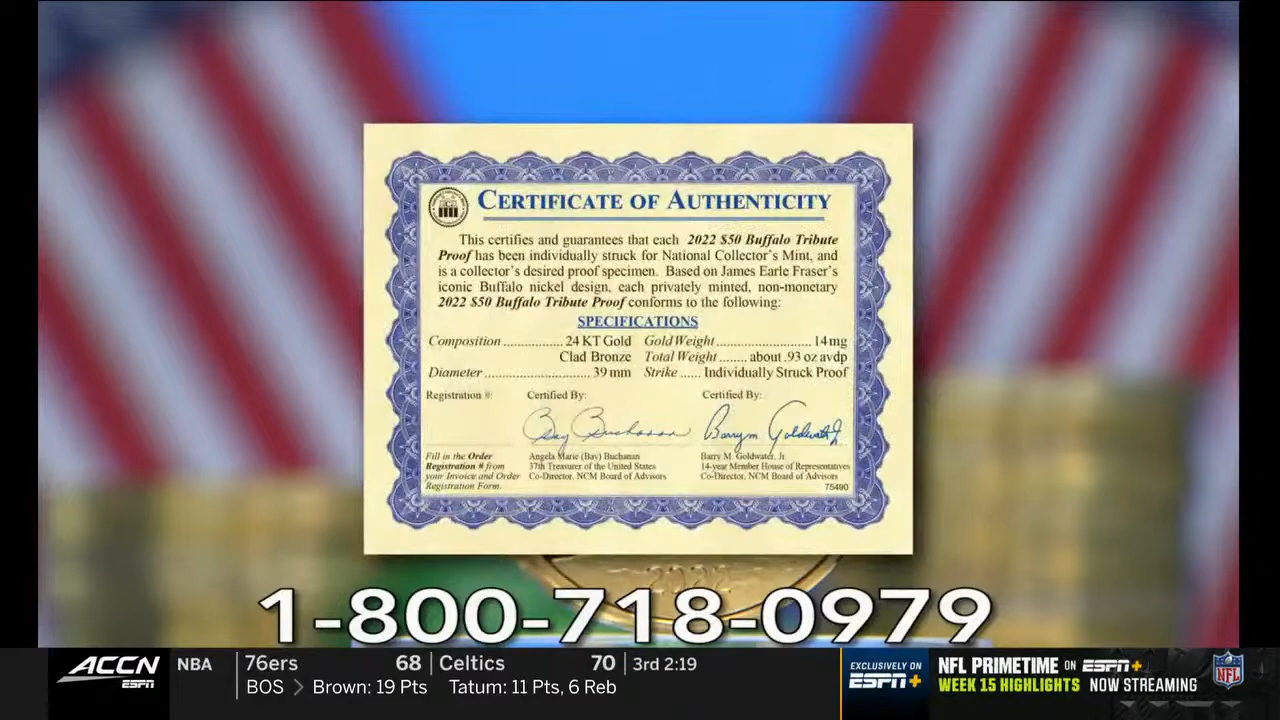 CERTIFICATE OF AUTHENTICITY
This certifies and guarantees that each 2022 $50 Buffalo Tribute
Proof has been individually struck for National Collector's Mint, and
is a collector's desired proof specimen. Based on James Earle Fraser's
iconic Buffalo nickel design, each privately minted, non-monetary
2022 $50 Buffalo Tribute Proof conforms to the following:
SPECIFICATIONS
Composition ................ 24 KT Gold Gold Weight .......................... 14 mg
Clad Bronze Total Weight ........ about .93 oz avdp
Diameter ............................. 39 mm Strike ...... Individually Struck Proof
Registration #: Certified By: Certified By:
Bay Buchanan Barry M Goldwater Jr
Fill in the Order Angela Marie (Bay) Buchanan Barry M. Goldwater, Jr
Registration # from 37th Treasurer of the United States 14-year Member House of Representatives
your Invoice and Order Co-Director, NCM Board of Advisors Co-Director, NCM Board of Advisors
Registration Form. 75490
2022
1-800-718-0979
ACCN NBA 76ers 68 Celtics 70 3rd 2:19
ESPN BOS > Brown: 19 Pts Tatum: 11 Pts, 6 Reb
EXCLUSIVELY ON NFL PRIMETIME ON ESPN+
ESPN+ WEEK 15 HIGHLIGHTS NOW STREAMING
NFL